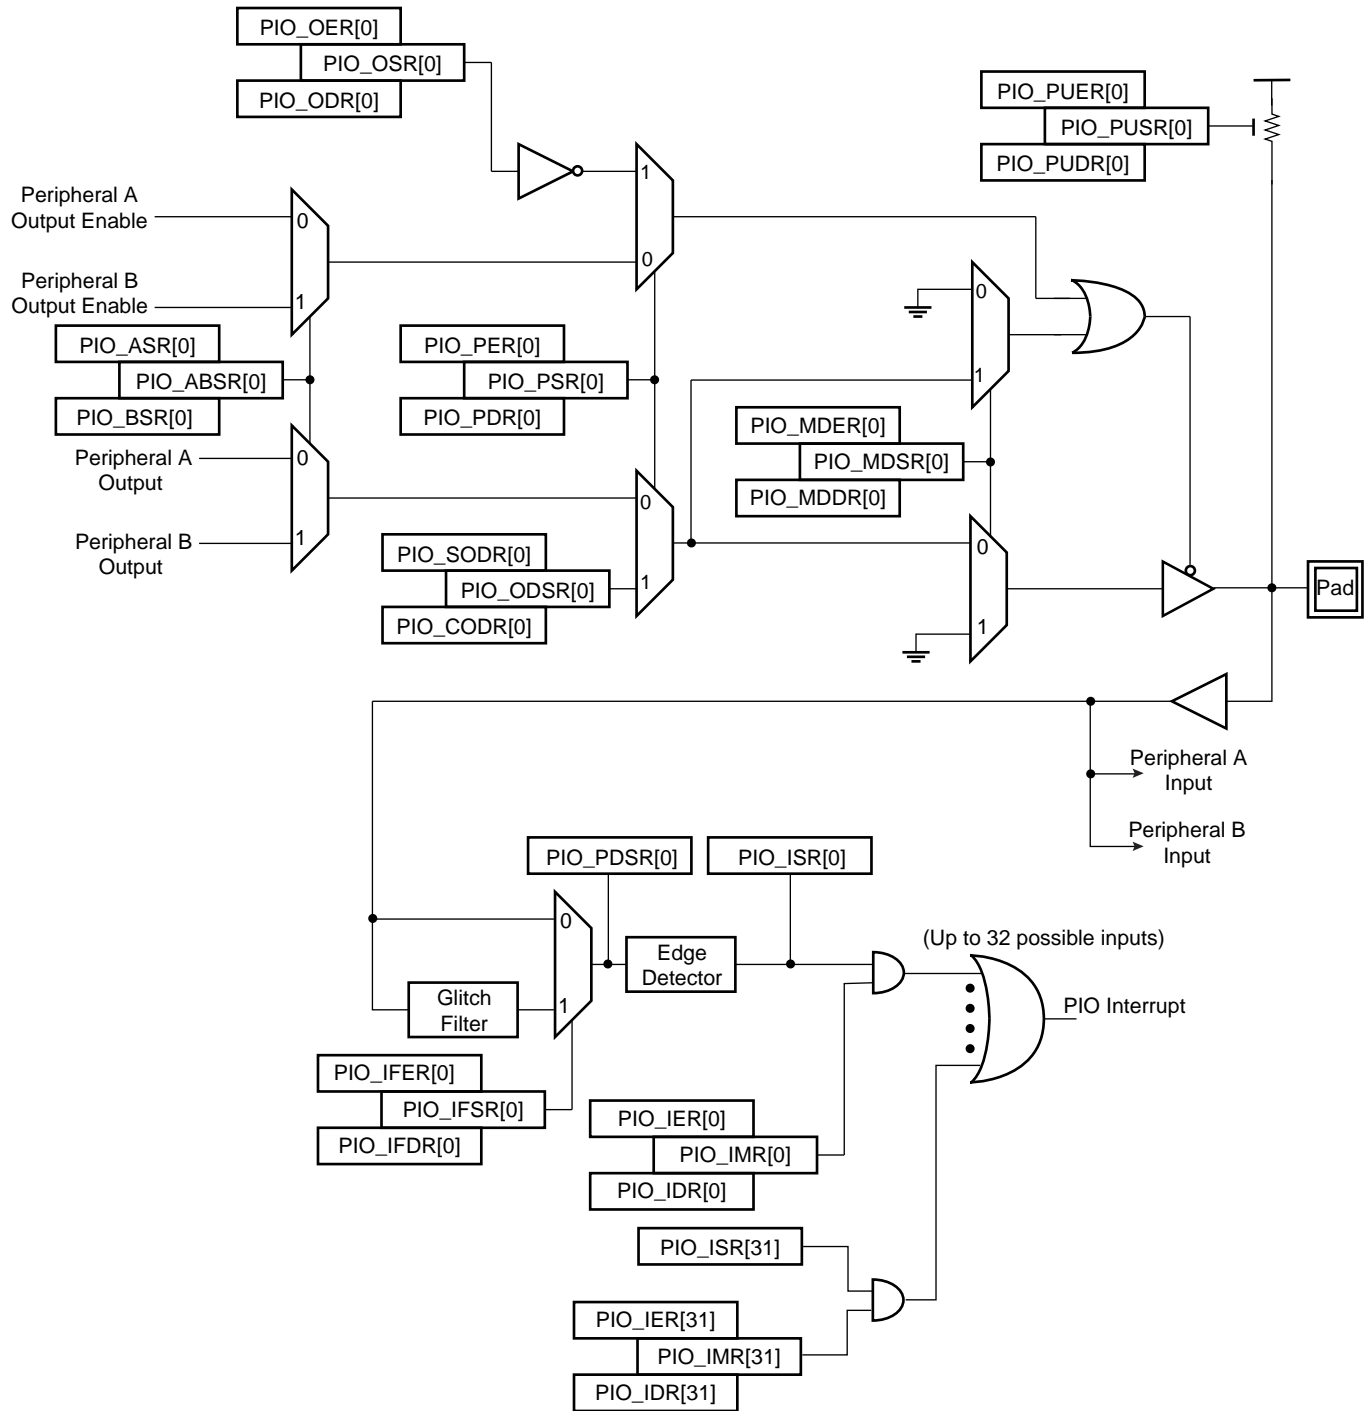 PIO_OER[0]
PIO_OSR[0]
PIO_ODR[0]
PIO_PUER[0]
PIO_PUSR[0]
PIO_PUDR[0]
1
0
Peripheral A
Output Enable
0
Peripheral B
Output Enable
1
0
1
PIO_ASR[0]
PIO_ABSR[0]
PIO_BSR[0]
PIO_PER[0]
PIO_PSR[0]
PIO_PDR[0]
PIO_MDER[0]
PIO_MDSR[0]
PIO_MDDR[0]
Peripheral A
Output
0
Peripheral B
Output
1
0
1
PIO_SODR[0]
PIO_ODSR[0]
PIO_CODR[0]
0
1
Pad
Peripheral A
Input
Peripheral B
Input
PIO_PDSR[0]
PIO_ISR[0]
0
1
Edge
Detector
Glitch
Filter
(Up to 32 possible inputs)
PIO Interrupt
PIO_IFER[0]
PIO_IFSR[0]
PIO_IFDR[0]
PIO_IER[0]
PIO_IMR[0]
PIO_IDR[0]
PIO_ISR[31]
PIO_IER[31]
PIO_IMR[31]
PIO_IDR[31]